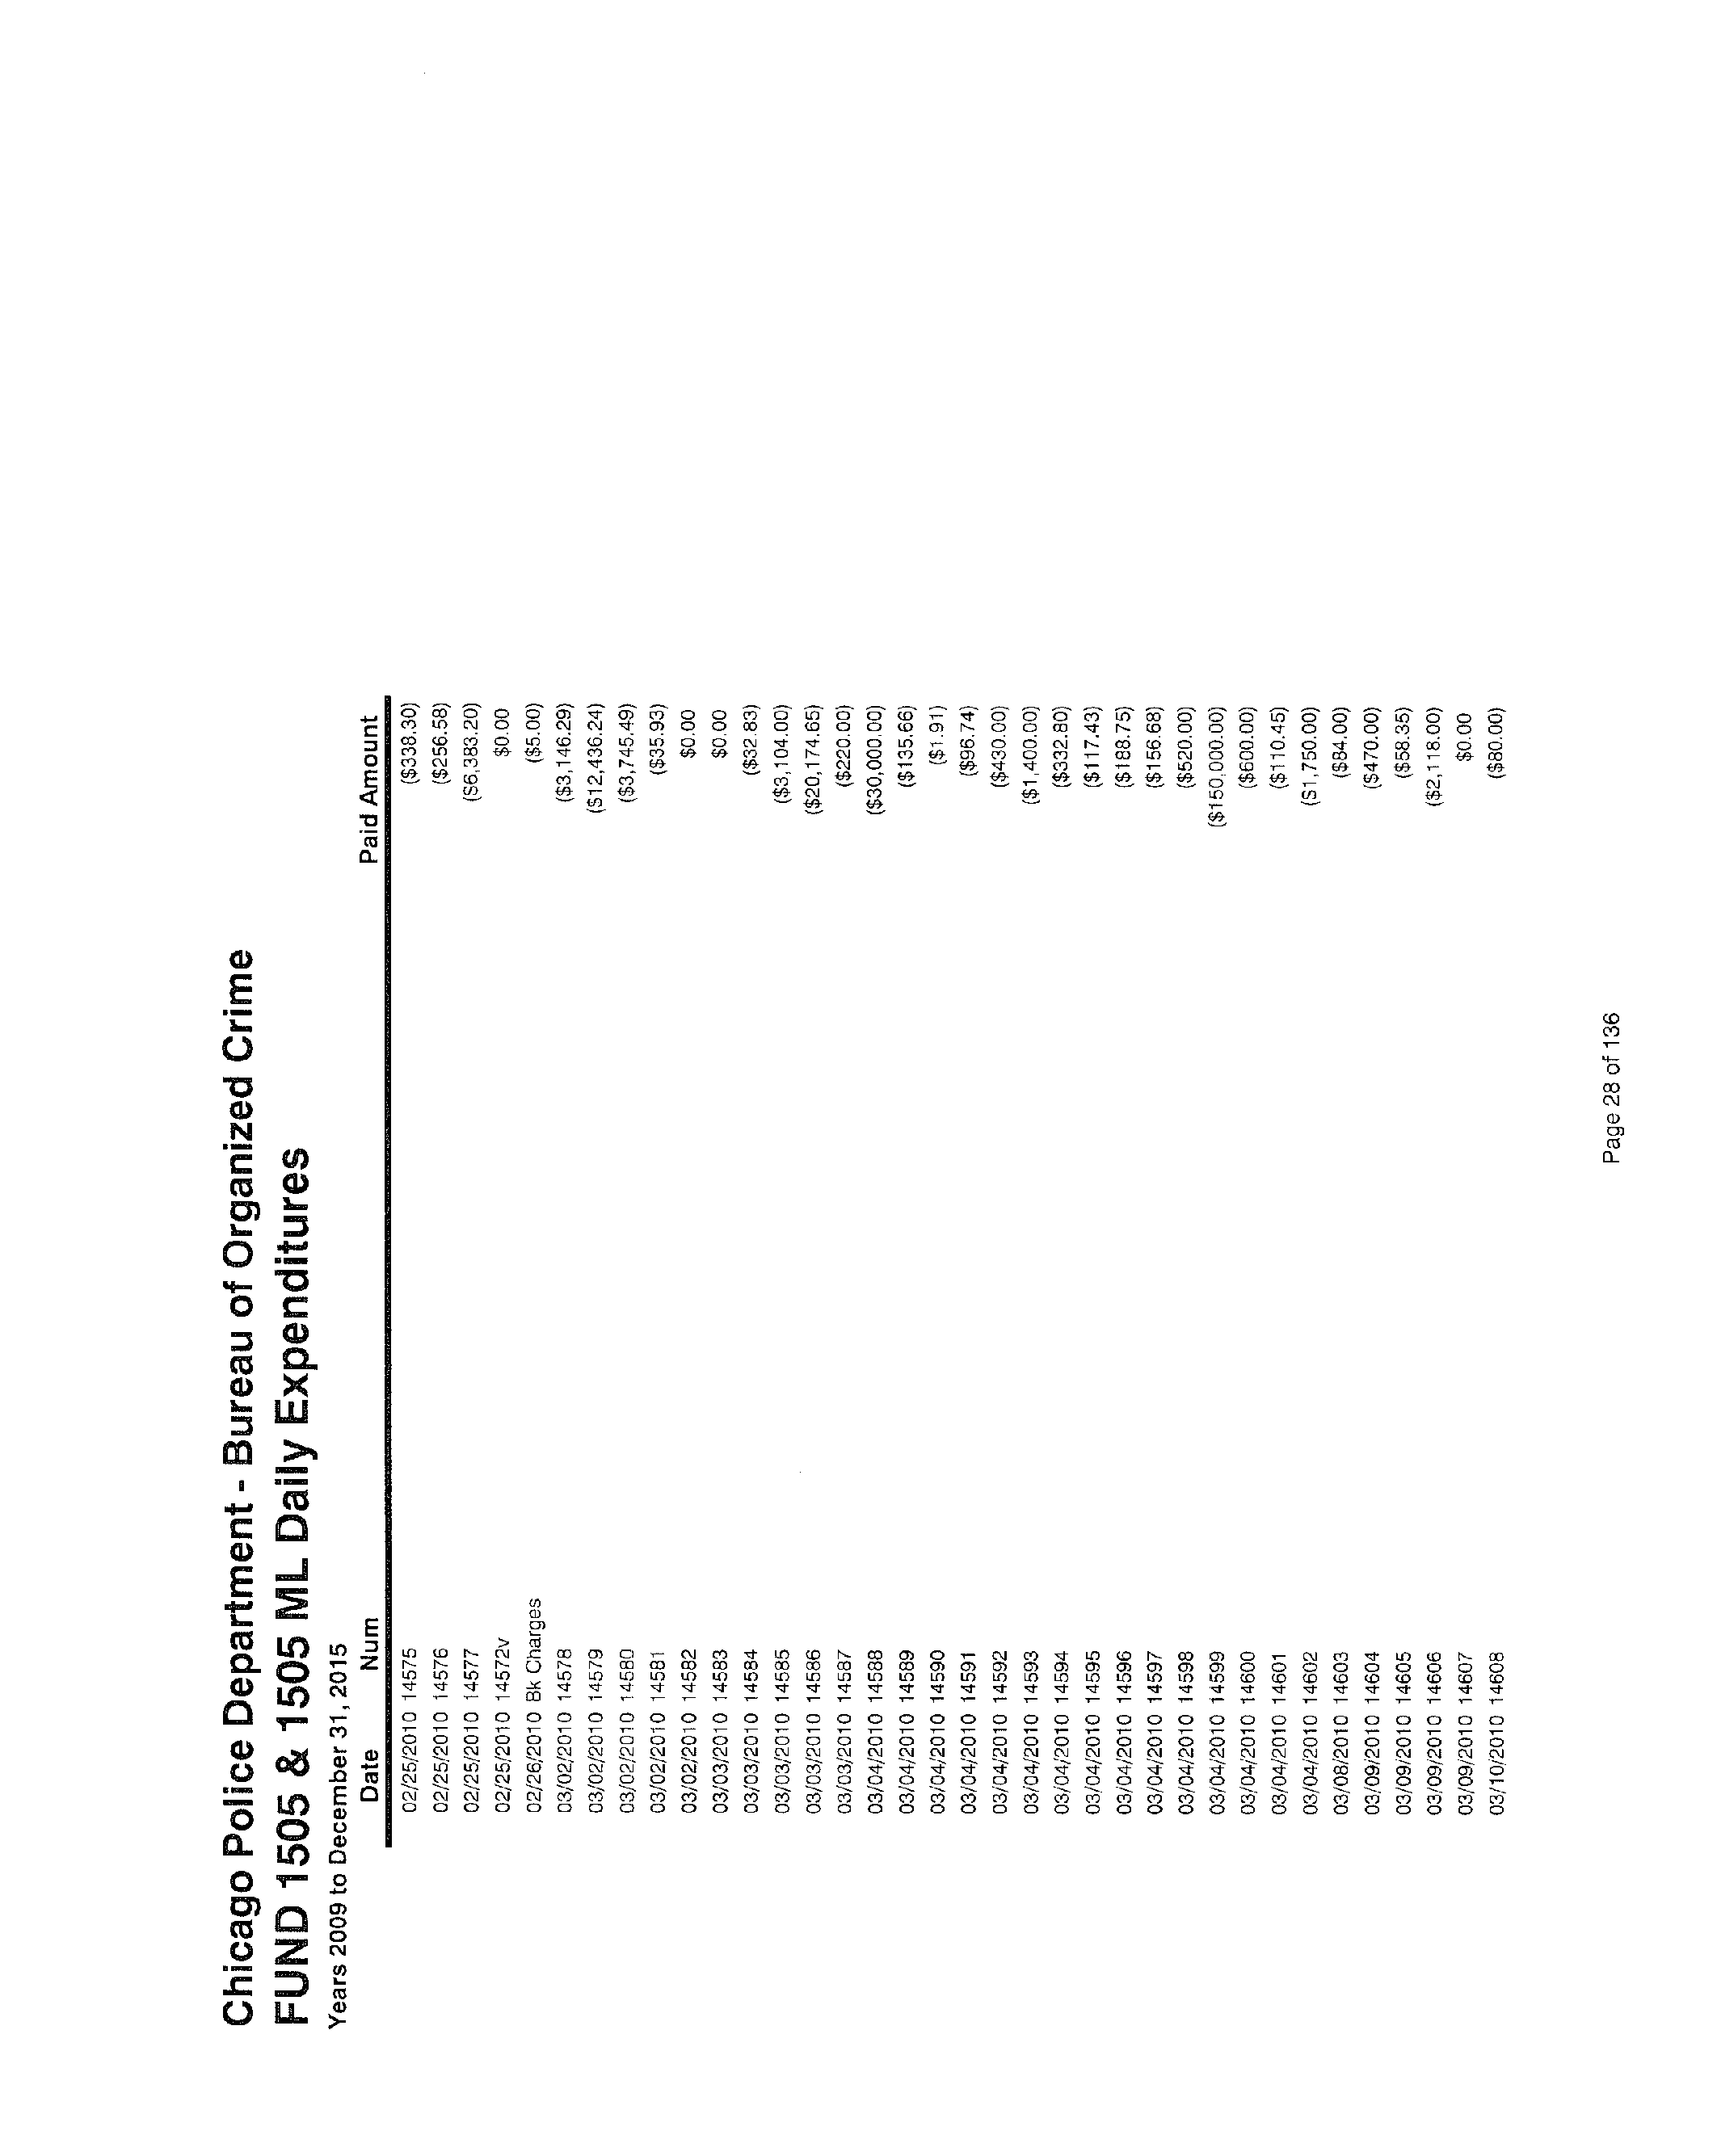 Chicago Police Department - Bureau of Organized Crime
FUND 1505 & 1505 ML Daily Expenditures
Years 2009 to December 31, 2015
Date Num Paid Amount
02/25/2010 14575 ($338.30)
02/25/2010 14576 ($256.58)
02/25/2010 14577 ($6,383.20)
02/25/2010 14572v $0.00
02/26/2010 Bk Charges ($5.00)
03/02/2010 14578 ($3,146.29)
03/02/2010 14579 ($12,436.24)
03/02/2010 14580 ($3,745.49)
03/02/2010 14581 ($35.93)
03/02/2010 14582 $0.00
03/03/2010 14583 $0.00
03/03/2010 14584 ($32.83)
03/03/2010 14585 ($3,104.00)
03/03/2010 14586 ($20,174.65)
03/03/2010 14587 ($220.00)
03/04/2010 14588 ($30,000.00)
03/04/2010 14589 ($135.66)
03/04/2010 14590 ($1.91)
03/04/2010 14591 ($96.74)
03/04/2010 14592 ($430.00)
03/04/2010 14593 ($1,400.00)
03/04/2010 14594 ($332.80)
03/04/2010 14595 ($117.43)
03/04/2010 14596 ($188.75)
03/04/2010 14597 ($156.68)
03/04/2010 14598 ($520.00)
03/04/2010 14599 ($150,000.00)
03/04/2010 14600 ($600.00)
03/04/2010 14601 ($110.45)
03/04/2010 14602 ($1,750.00)
03/08/2010 14603 ($84.00)
03/09/2010 14604 ($470.00)
03/09/2010 14605 ($58.35)
03/09/2010 14606 ($2,118.00)
03/09/2010 14607 $0.00
03/10/2010 14608 ($80.00)
Page 28 of 136